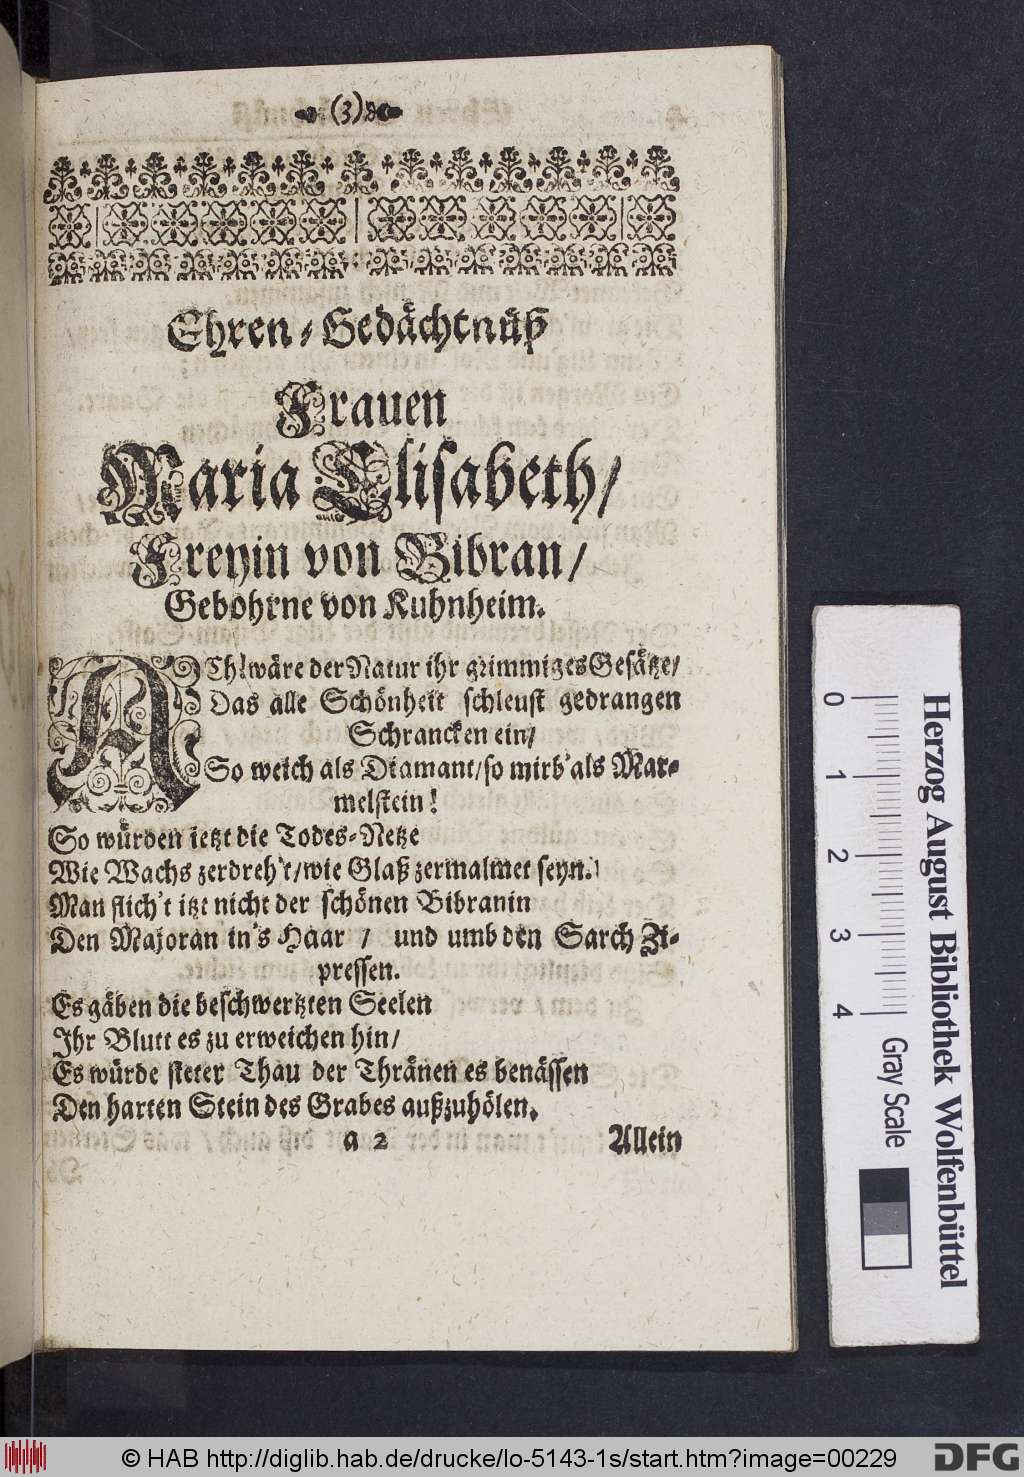 (3)
Ehren-Gedächtnüß
Frauen
Maria Elisabeth/
Freyin von Bibran/
Gebohrne von Kuhnheim.
ACh! wäre der Natur ihr grimmiges Gesätze/
Das alle Schönheit schleust gedrangen
Schrancken ein/
So weich als Diamant/ so mirb' als Mar-
melstein!
So würden ietzt die Todes-Netze
Wie Wachs zerdreh't/ wie Glaß zermalmet seyn.
Man flich't itzt nicht der schönen Bibranin
Den Majoran in's Haar / und umb den Sarch Zi-
pressen.
Es gäben die beschwertzten Seelen
Ihr Blutt es zu erweichen hin/
Es würde steter Thau der Thränen es benässen
Den harten Stein des Grabes außzuhölen.
a 2 Allein
0 1 2 3 4 Gray Scale
Herzog August Bibliothek Wolfenbüttel
© HAB http://diglib.hab.de/drucke/lo-5143-1s/start.htm?image=00229
DFG